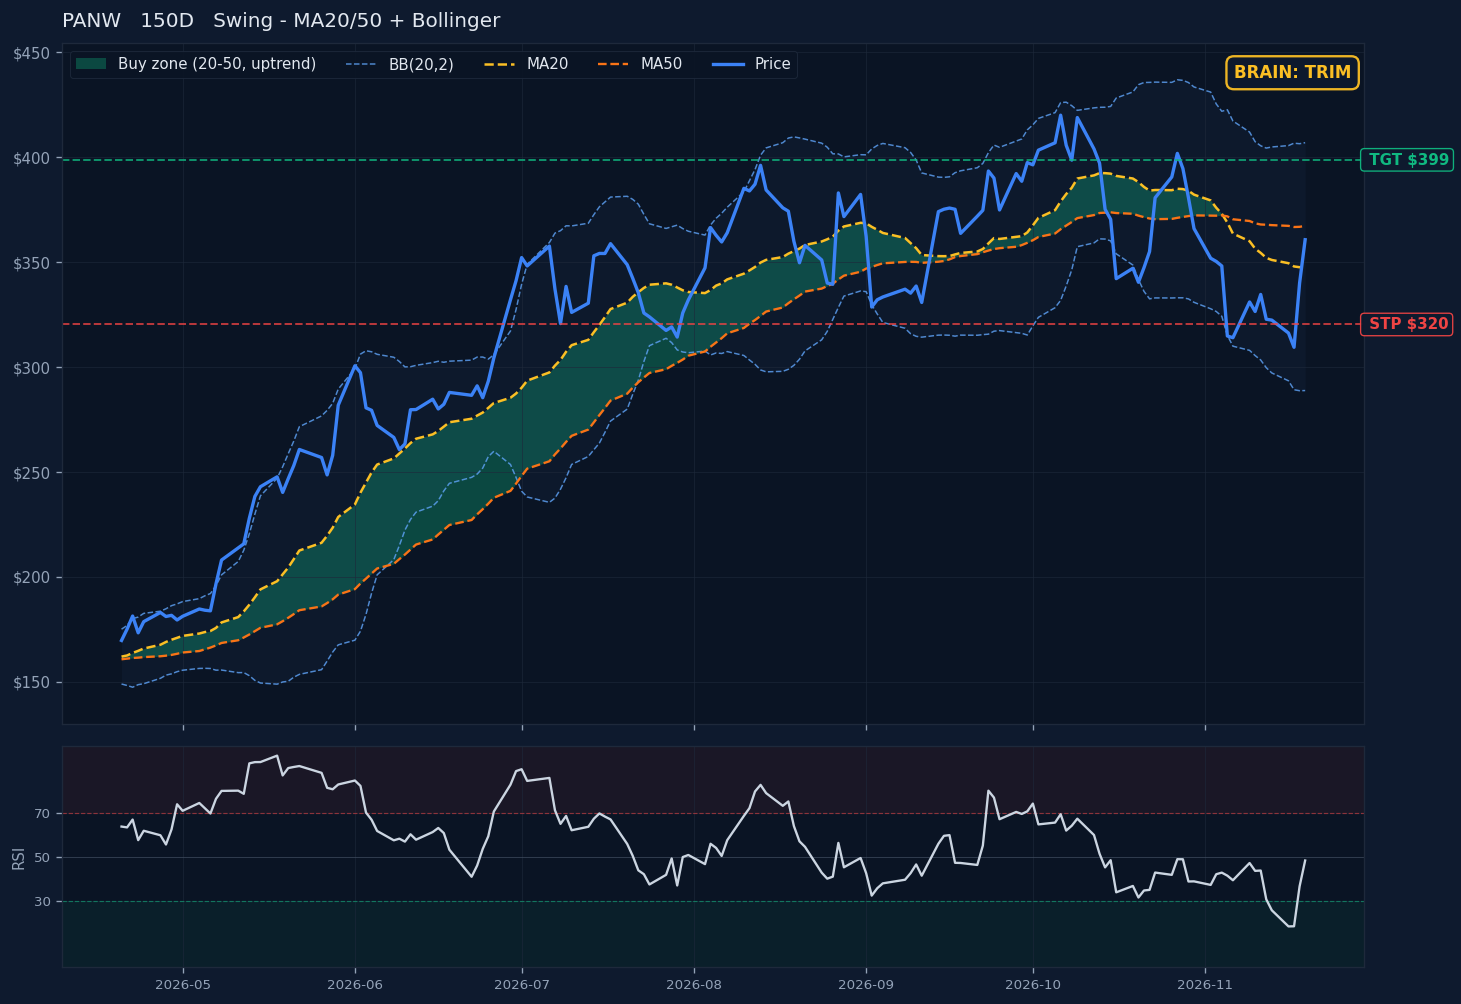 PANW   150D   Swing - MA20/50 + Bollinger
Buy zone (20-50, uptrend)
BB(20,2)
MA20
MA50
Price
BRAIN: TRIM
$450
$400
$350
$300
$250
$200
$150
TGT $399
STP $320
RSI
70
50
30
2026-05
2026-06
2026-07
2026-08
2026-09
2026-10
2026-11